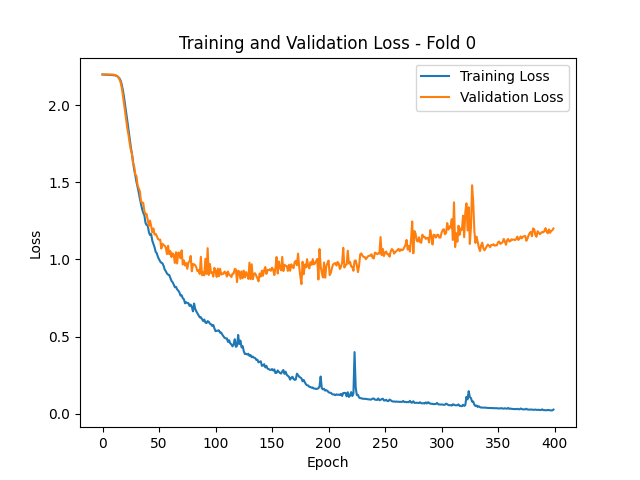 Training and Validation Loss - Fold 0
Training Loss
Validation Loss
Loss
2.0
1.5
1.0
0.5
0.0
0 50 100 150 200 250 300 350 400
Epoch